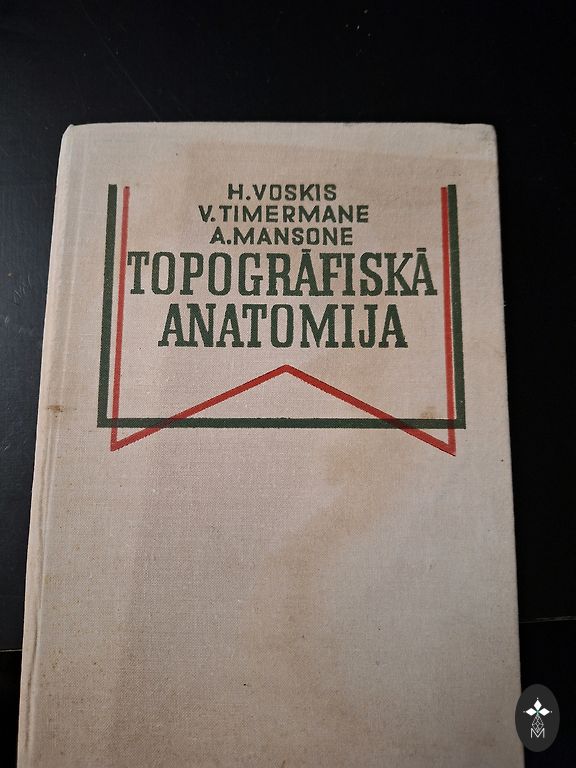 H.VOSKIS
V.TIMERMANE
A.MANSONE
TOPOGRĀFISKĀ
ANATOMIJA
M